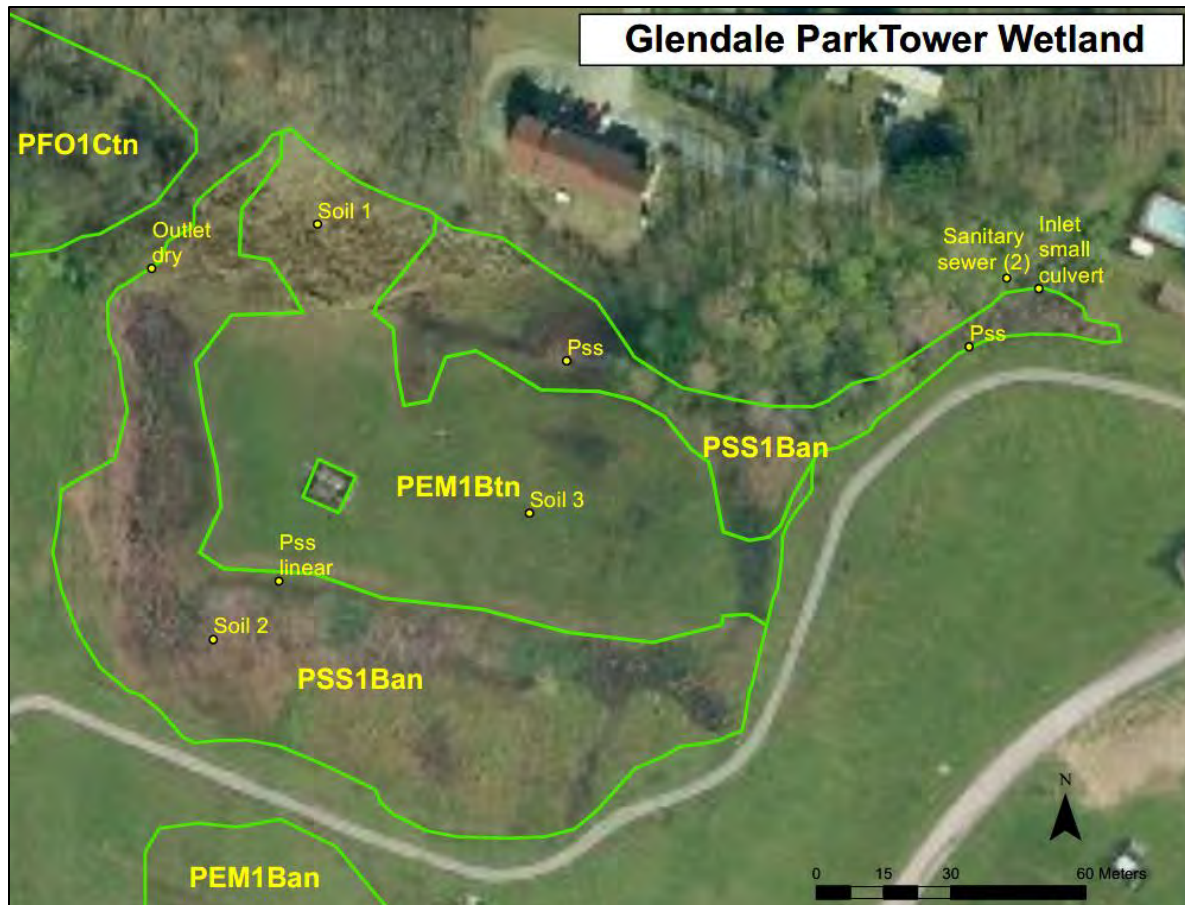 Glendale ParkTower Wetland
PFO1Ctn
Soil 1
Outlet
dry
Sanitary
sewer (2)
Inlet
small
culvert
Pss
Pss
PSS1Ban
PEM1Btn
Soil 3
Pss
linear
Soil 2
PSS1Ban
PEM1Ban
N
0 15 30 60 Meters